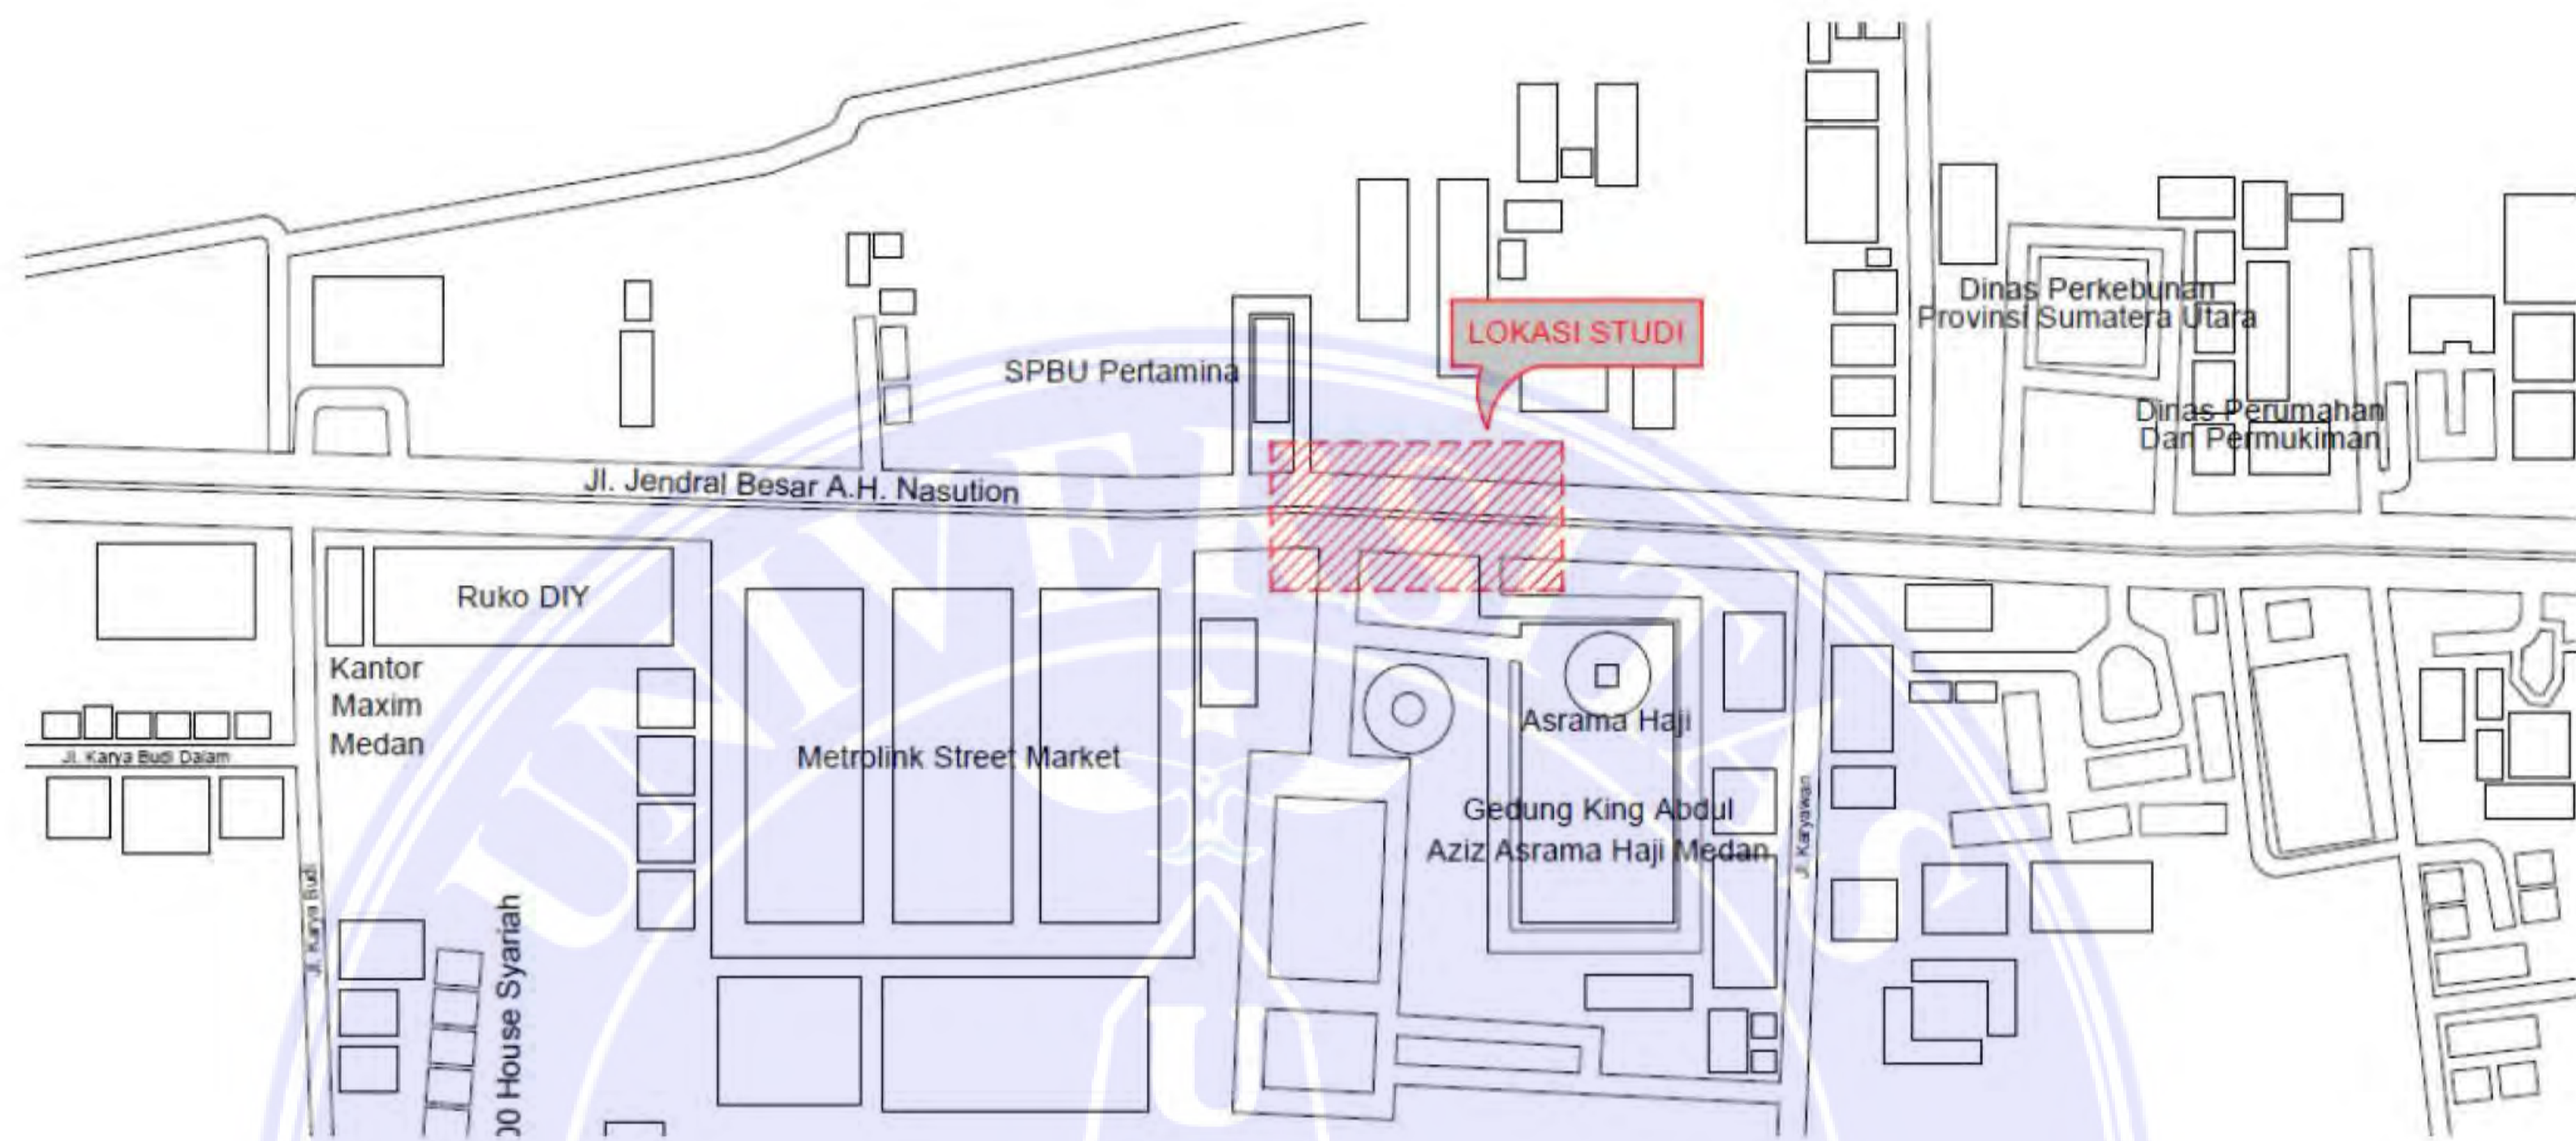 Dinas Perkebunan
Provinsi Sumatera Utara
LOKASI STUDI
SPBU Pertamina
Dinas Perumahan
Dan Permukiman
Jl. Jendral Besar A.H. Nasution
Ruko DIY
Kantor
Maxim
Medan
Jl. Karya Budi Dalam
Metrolink Street Market
Asrama Haji
Gedung King Abdul
Aziz Asrama Haji Medan
Jl. Karyawan
Jl. Karya Budi
00 House Syariah
UNIVERSITAS
U